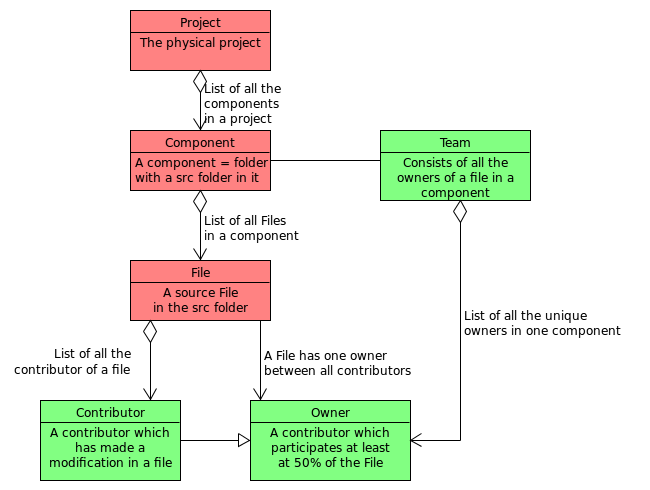 Project
The physical project
List of all the
components
in a project
Component
A component = folder
with a src folder in it
Team
Consists of all the
owners of a file in a
component
List of all Files
in a component
File
A source File
in the src folder
List of all the unique
owners in one component
List of all the
contributor of a file
A File has one owner
between all contributors
Contributor
A contributor which
has made a
modification in a file
Owner
A contributor which
participates at least
at 50% of the File